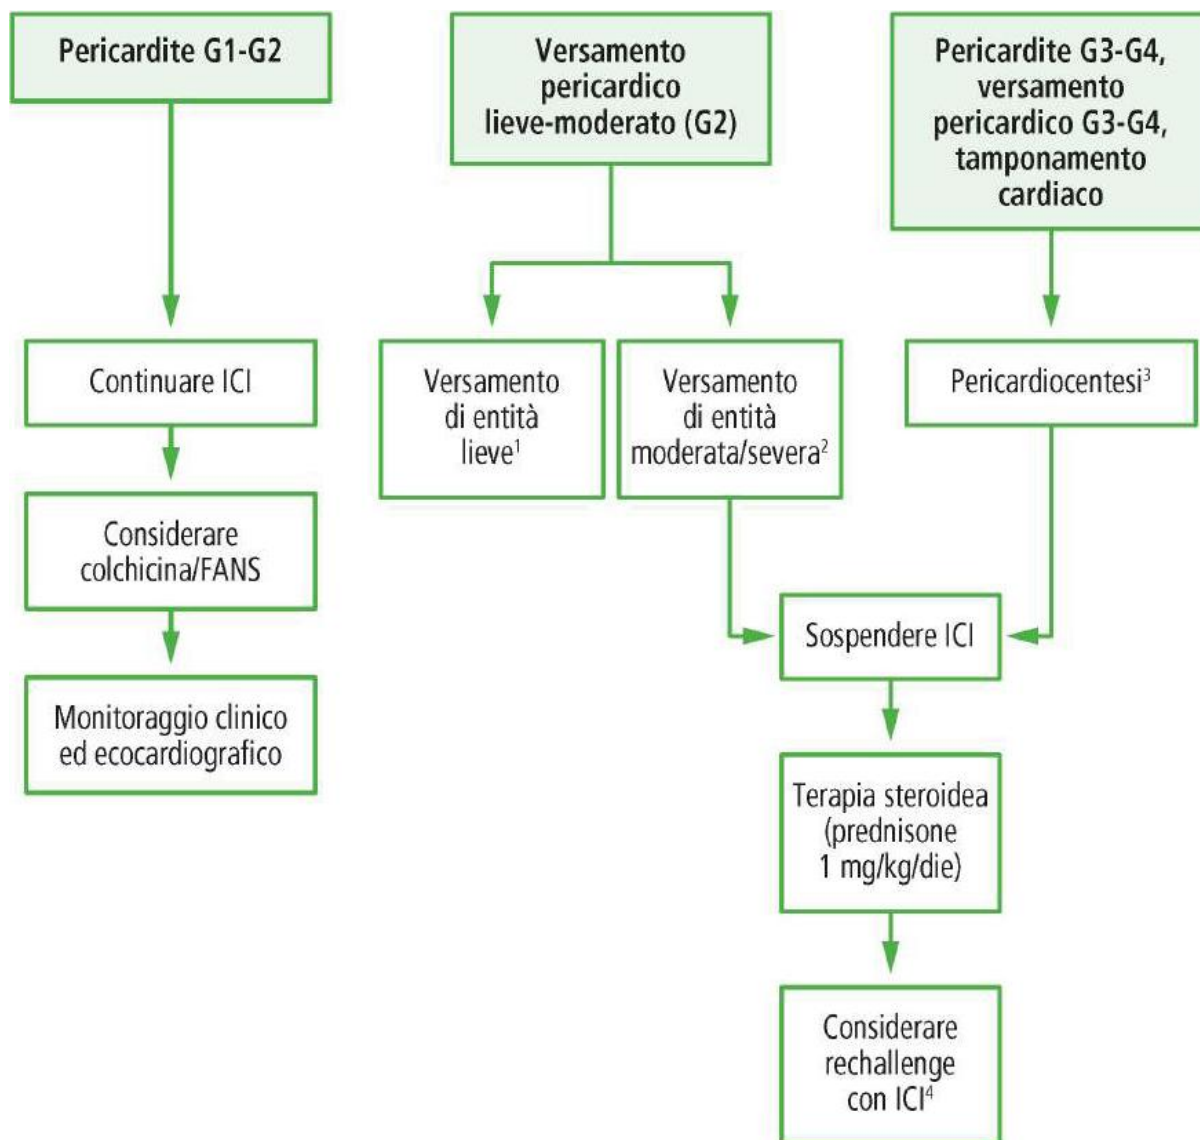 Pericardite G1-G2
Versamento
pericardico
lieve-moderato (G2)
Pericardite G3-G4,
versamento
pericardico G3-G4,
tamponamento
cardiaco
Continuare ICI
Versamento
di entità
lieve¹
Versamento
di entità
moderata/severa²
Pericardiocentesi³
Considerare
colchicina/FANS
Sospendere ICI
Monitoraggio clinico
ed ecocardiografico
Terapia steroidea
(prednisone
1 mg/kg/die)
Considerare
rechallenge
con ICI⁴